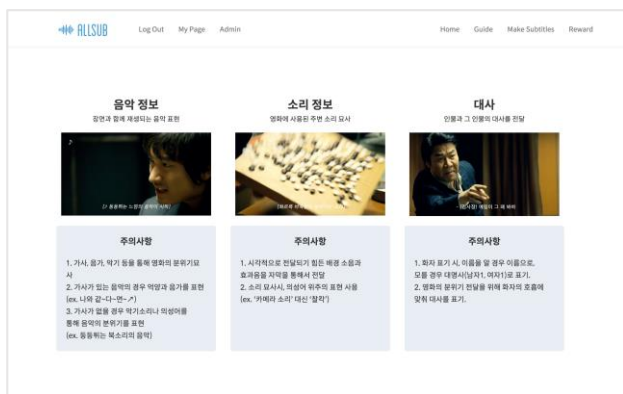 ALLSUB
Log Out My Page Admin
Home Guide Make Subtitles Reward
음악 정보
장면과 함께 재생되는 음악 표현
소리 정보
영화에 사용된 주변 소리 묘사
대사
인물과 그 인물의 대사를 전달
주의사항
1. 가사, 음가, 악기 등을 통해 영화의 분위기묘
사
2. 가사가 있는 음악의 경우 억양과 음가를 표현
(ex. 나와 같~다~면~↗)
3. 가사가 없을 경우 악기소리나 의성어를
통해 음악의 분위기를 표현
(ex. 둥둥뛰는 북소리의 음악)
주의사항
1. 시각적으로 전달되기 힘든 배경 소음과
효과음을 자막을 통해서 전달
2. 소리 묘사시, 의성어 위주의 표현 사용
(ex. '카메라 소리' 대신 '찰칵')
주의사항
1. 화자 표기 시, 이름을 알 경우 이름으로,
모를 경우 대명사(남자1, 여자1)로 표기.
2. 영화의 분위기 전달을 위해 화자의 호흡에
맞춰 대사를 표기.